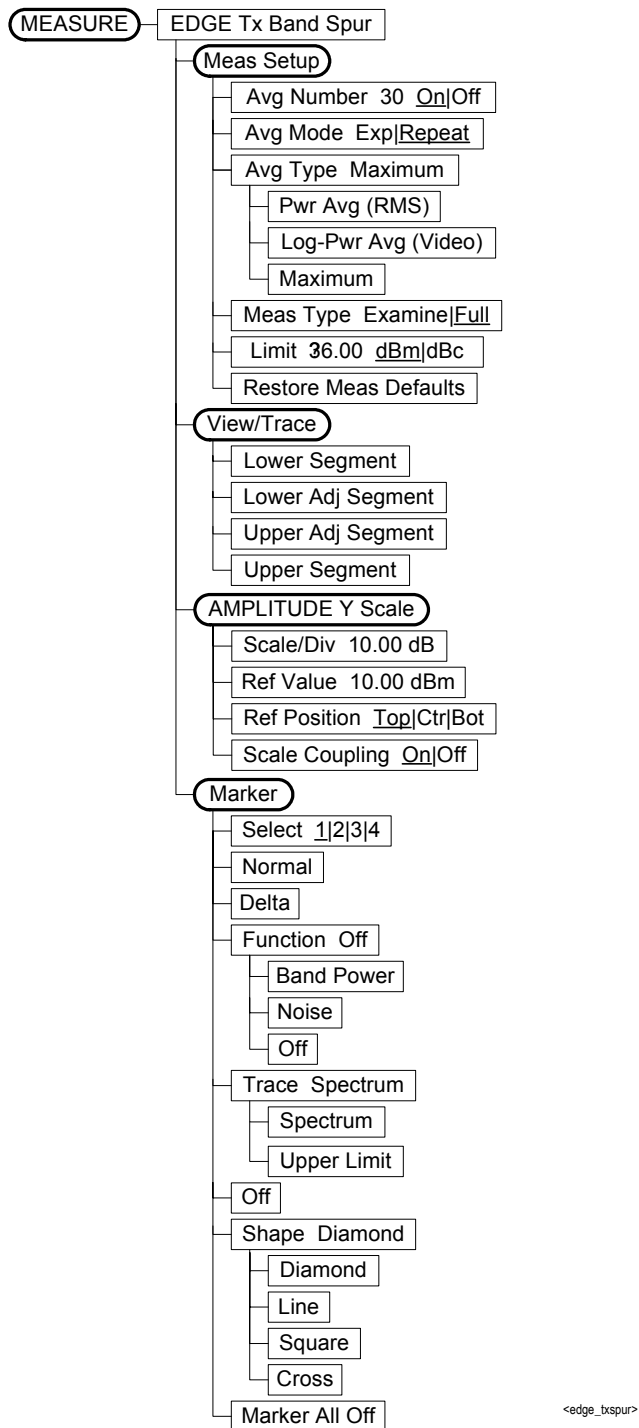 MEASURE EDGE Tx Band Spur
Meas Setup
Avg Number 30 On|Off
Avg Mode Exp|Repeat
Avg Type Maximum
Pwr Avg (RMS)
Log-Pwr Avg (Video)
Maximum
Meas Type Examine|Full
Limit 36.00 dBm|dBc
Restore Meas Defaults
View/Trace
Lower Segment
Lower Adj Segment
Upper Adj Segment
Upper Segment
AMPLITUDE Y Scale
Scale/Div 10.00 dB
Ref Value 10.00 dBm
Ref Position Top|Ctr|Bot
Scale Coupling On|Off
Marker
Select 1|2|3|4
Normal
Delta
Function Off
Band Power
Noise
Off
Trace Spectrum
Spectrum
Upper Limit
Off
Shape Diamond
Diamond
Line
Square
Cross
Marker All Off
<edge_txspur>